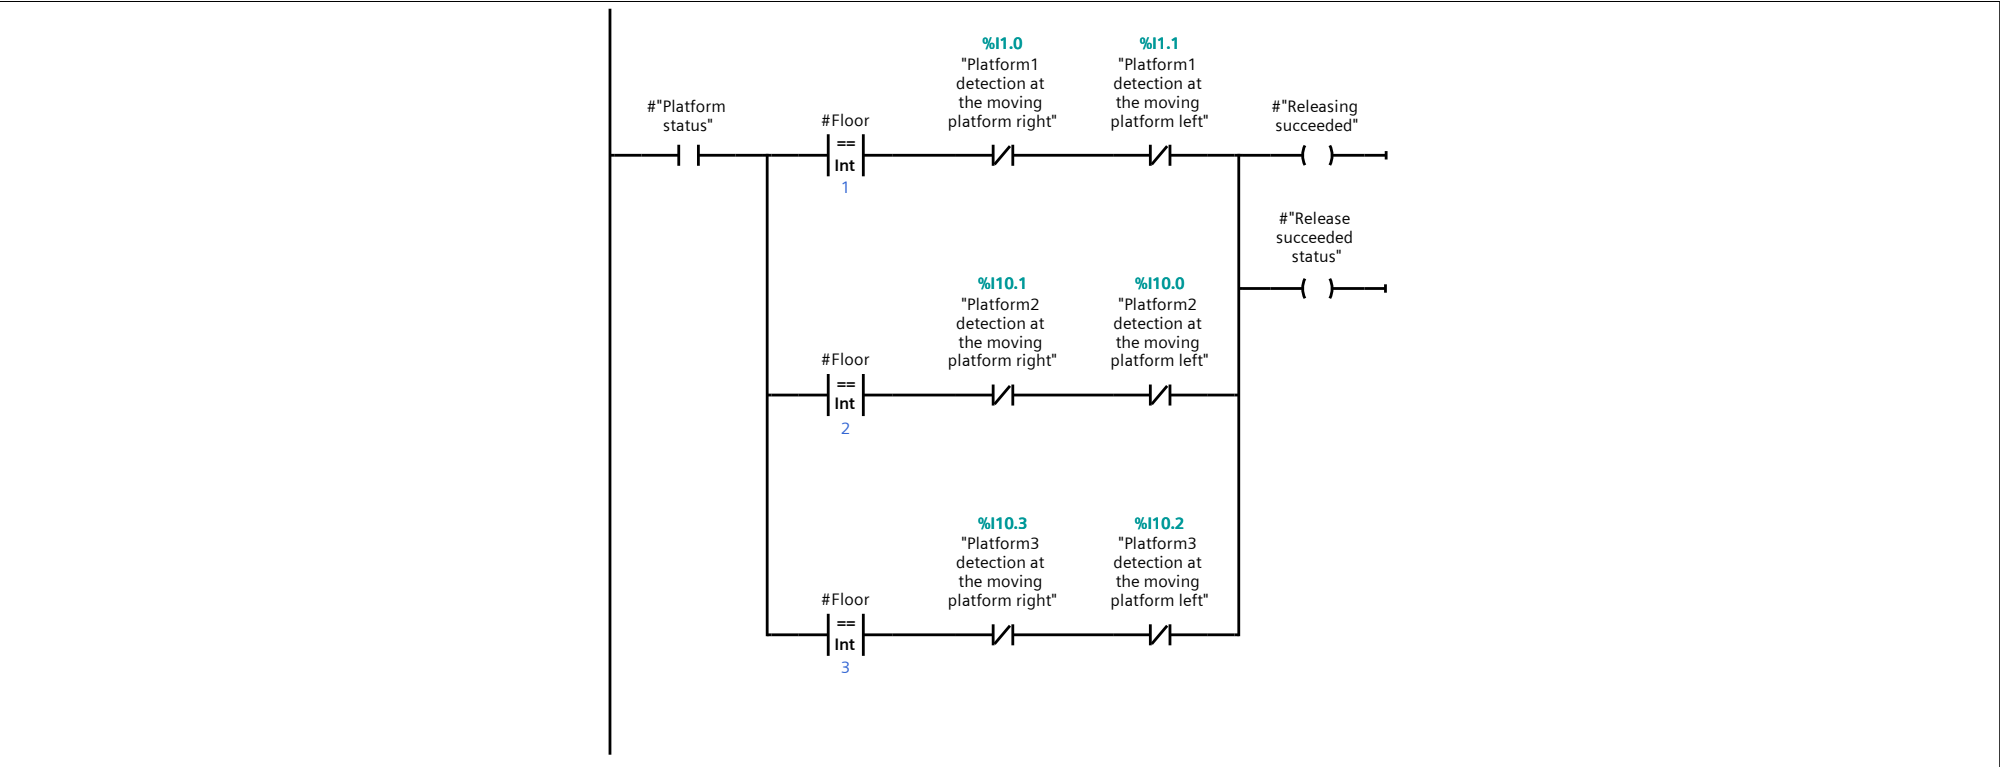 %I1.0
"Platform1
detection at
the moving
platform right"
%I1.1
"Platform1
detection at
the moving
platform left"
#"Platform
status"
#Floor
==
Int
1
#"Releasing
succeeded"
#"Release
succeeded
status"
%I10.1
"Platform2
detection at
the moving
platform right"
%I10.0
"Platform2
detection at
the moving
platform left"
#Floor
==
Int
2
%I10.3
"Platform3
detection at
the moving
platform right"
%I10.2
"Platform3
detection at
the moving
platform left"
#Floor
==
Int
3